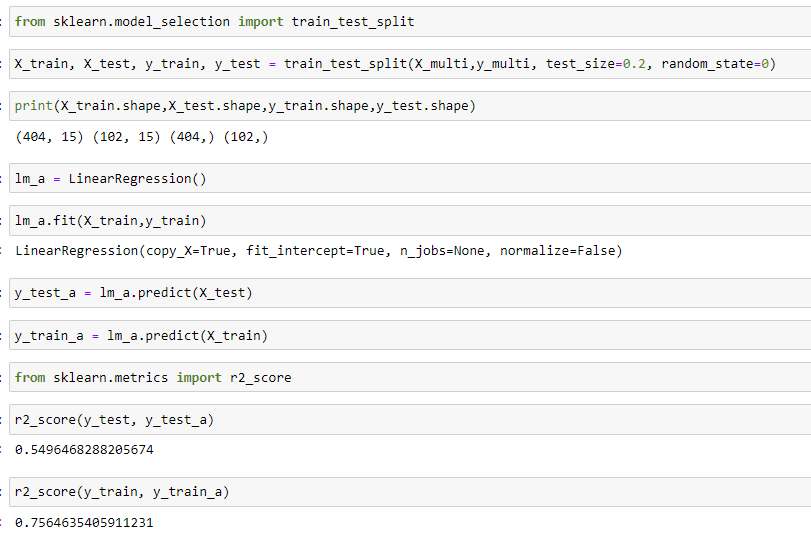 from sklearn.model_selection import train_test_split
X_train, X_test, y_train, y_test = train_test_split(X_multi,y_multi, test_size=0.2, random_state=0)
print(X_train.shape,X_test.shape,y_train.shape,y_test.shape)
(404, 15) (102, 15) (404,) (102,)
lm_a = LinearRegression()
lm_a.fit(X_train,y_train)
LinearRegression(copy_X=True, fit_intercept=True, n_jobs=None, normalize=False)
y_test_a = lm_a.predict(X_test)
y_train_a = lm_a.predict(X_train)
from sklearn.metrics import r2_score
r2_score(y_test, y_test_a)
0.5496468288205674
r2_score(y_train, y_train_a)
0.7564635405911231